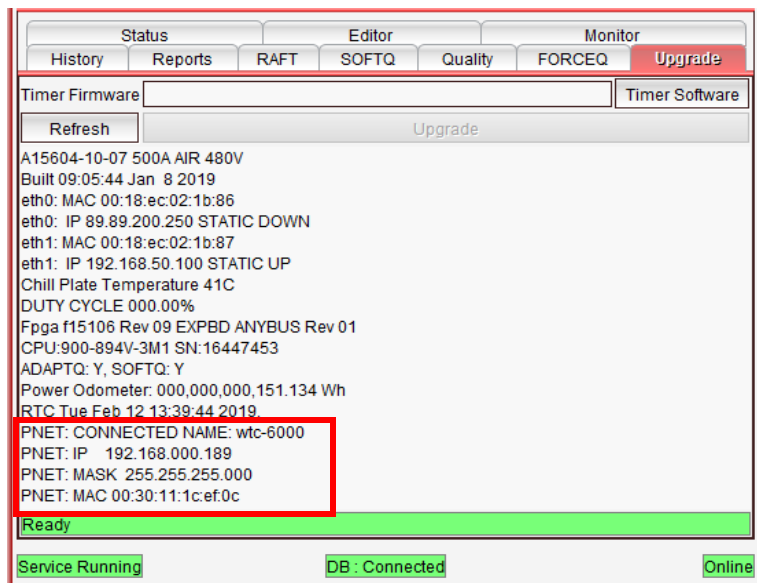 Status Editor Monitor
History Reports RAFT SOFTQ Quality FORCEQ Upgrade
Timer Firmware Timer Software
Refresh Upgrade
A15604-10-07 500A AIR 480V
Built 09:05:44 Jan  8 2019
eth0: MAC 00:18:ec:02:1b:86
eth0:  IP 89.89.200.250 STATIC DOWN
eth1: MAC 00:18:ec:02:1b:87
eth1:  IP 192.168.50.100 STATIC UP
Chill Plate Temperature 41C
DUTY CYCLE 000.00%
Fpga f15106 Rev 09 EXPBD ANYBUS Rev 01
CPU:900-894V-3M1 SN:16447453
ADAPTQ: Y, SOFTQ: Y
Power Odometer: 000,000,000,151.134 Wh
RTC Tue Feb 12 13:39:44 2019.
PNET: CONNECTED NAME: wtc-6000
PNET: IP   192.168.000.189
PNET: MASK  255.255.255.000
PNET: MAC 00:30:11:1c:ef:0c
Ready
Service Running DB : Connected Online